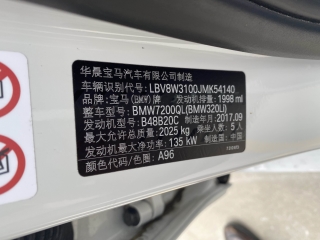 华晨宝马汽车有限公司制造
车辆识别代号: LBV8W3100JMK54140
品牌: 宝马(BMW)牌 发动机排量: 1998 ml
整车型号: BMW7200QL(BMW320Li)
发动机型号: B48B20C 制造年月: 2017.09
最大允许总质量: 2025 kg 乘坐人数: 5 人
发动机最大净功率: 135 kW 制造国: 中国
颜色代码/色圈: A96